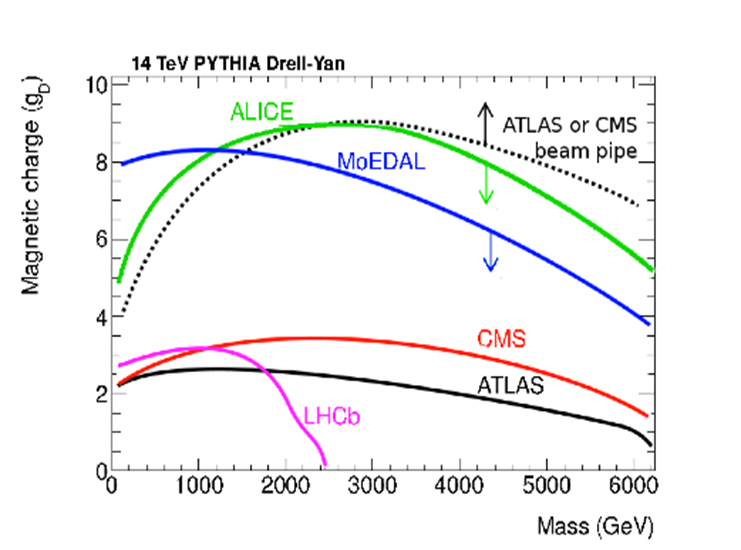 14 TeV PYTHIA Drell-Yan
Magnetic charge (gD)
10
8
6
4
2
0
ALICE
ATLAS or CMS
beam pipe
MoEDAL
CMS
ATLAS
LHCb
0 1000 2000 3000 4000 5000 6000
Mass (GeV)